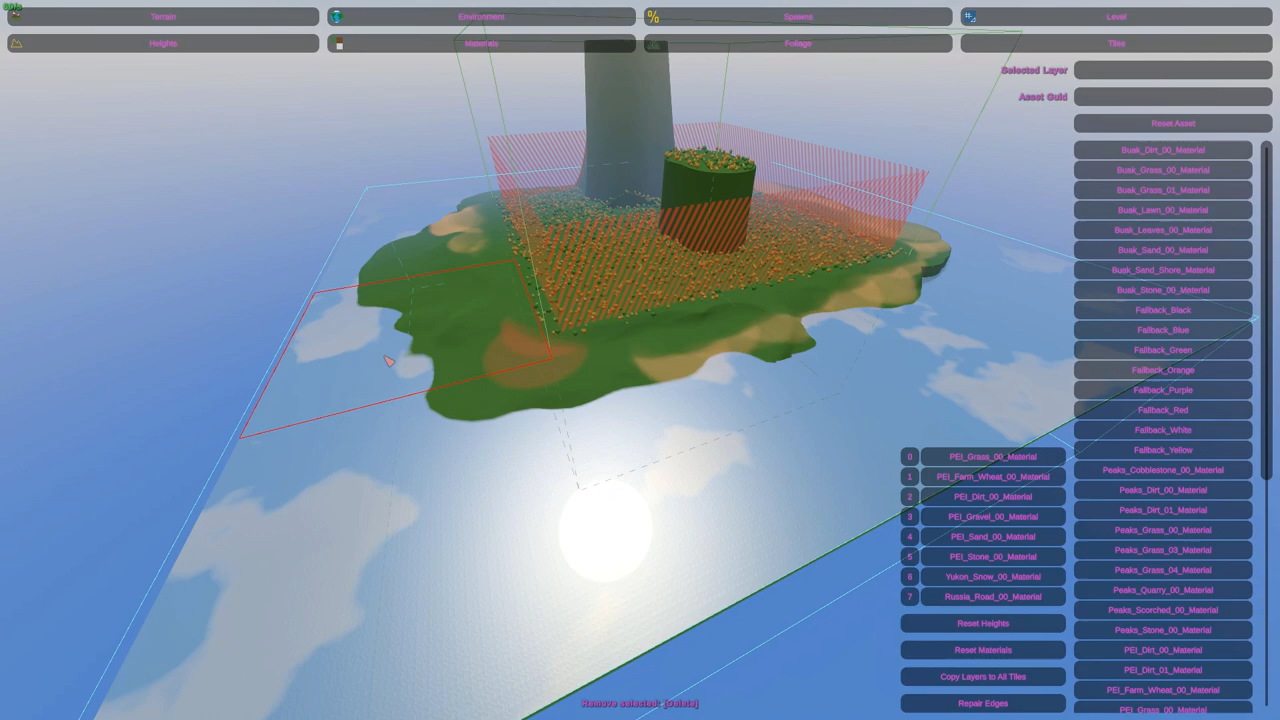 Terrain
Environment
Spawns
Level
Heights
Materials
Foliage
Tiles
Selected Layer
Asset Guid
Reset Asset
Buak_Dirt_00_Material
Buak_Grass_00_Material
Buak_Grass_01_Material
Buak_Lawn_00_Material
Buak_Leaves_00_Material
Buak_Sand_00_Material
Buak_Sand_Shore_Material
Buak_Stone_00_Material
Fallback_Black
Fallback_Blue
Fallback_Green
Fallback_Orange
Fallback_Purple
Fallback_Red
Fallback_White
Fallback_Yellow
Peaks_Cobblestone_00_Material
Peaks_Dirt_00_Material
Peaks_Dirt_01_Material
Peaks_Grass_00_Material
Peaks_Grass_03_Material
Peaks_Grass_04_Material
Peaks_Quarry_00_Material
Peaks_Scorched_00_Material
Peaks_Stone_00_Material
PEI_Dirt_00_Material
PEI_Dirt_01_Material
PEI_Farm_Wheat_00_Material
PEI_Grass_00_Material
0 PEI_Grass_00_Material
1 PEI_Farm_Wheat_00_Material
2 PEI_Dirt_00_Material
3 PEI_Gravel_00_Material
4 PEI_Sand_00_Material
5 PEI_Stone_00_Material
6 Yukon_Snow_00_Material
7 Russia_Road_00_Material
Reset Heights
Reset Materials
Copy Layers to All Tiles
Repair Edges
Remove selected: [Delete]